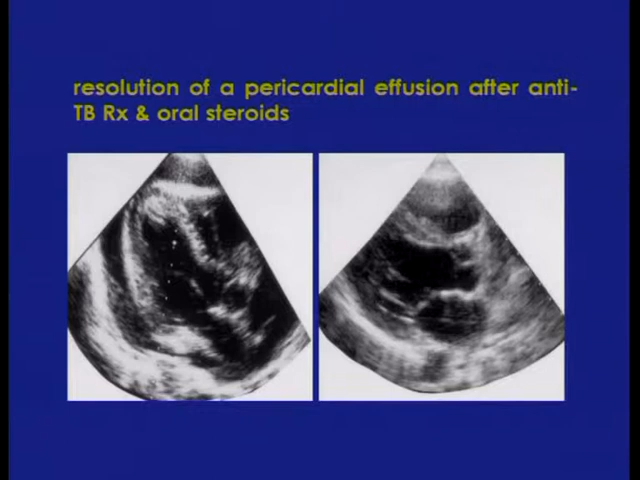 resolution of a pericardial effusion after anti-
TB Rx & oral steroids